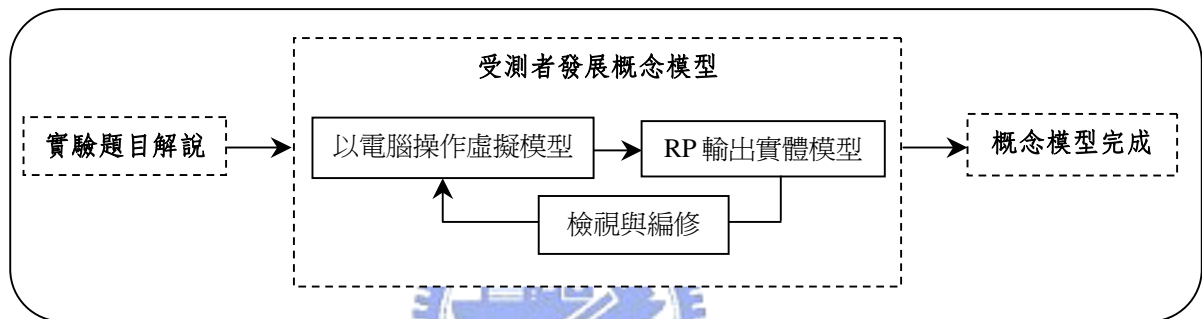 受測者發展概念模型
實驗題目解說
以電腦操作虛擬模型
RP 輸出實體模型
概念模型完成
檢視與編修